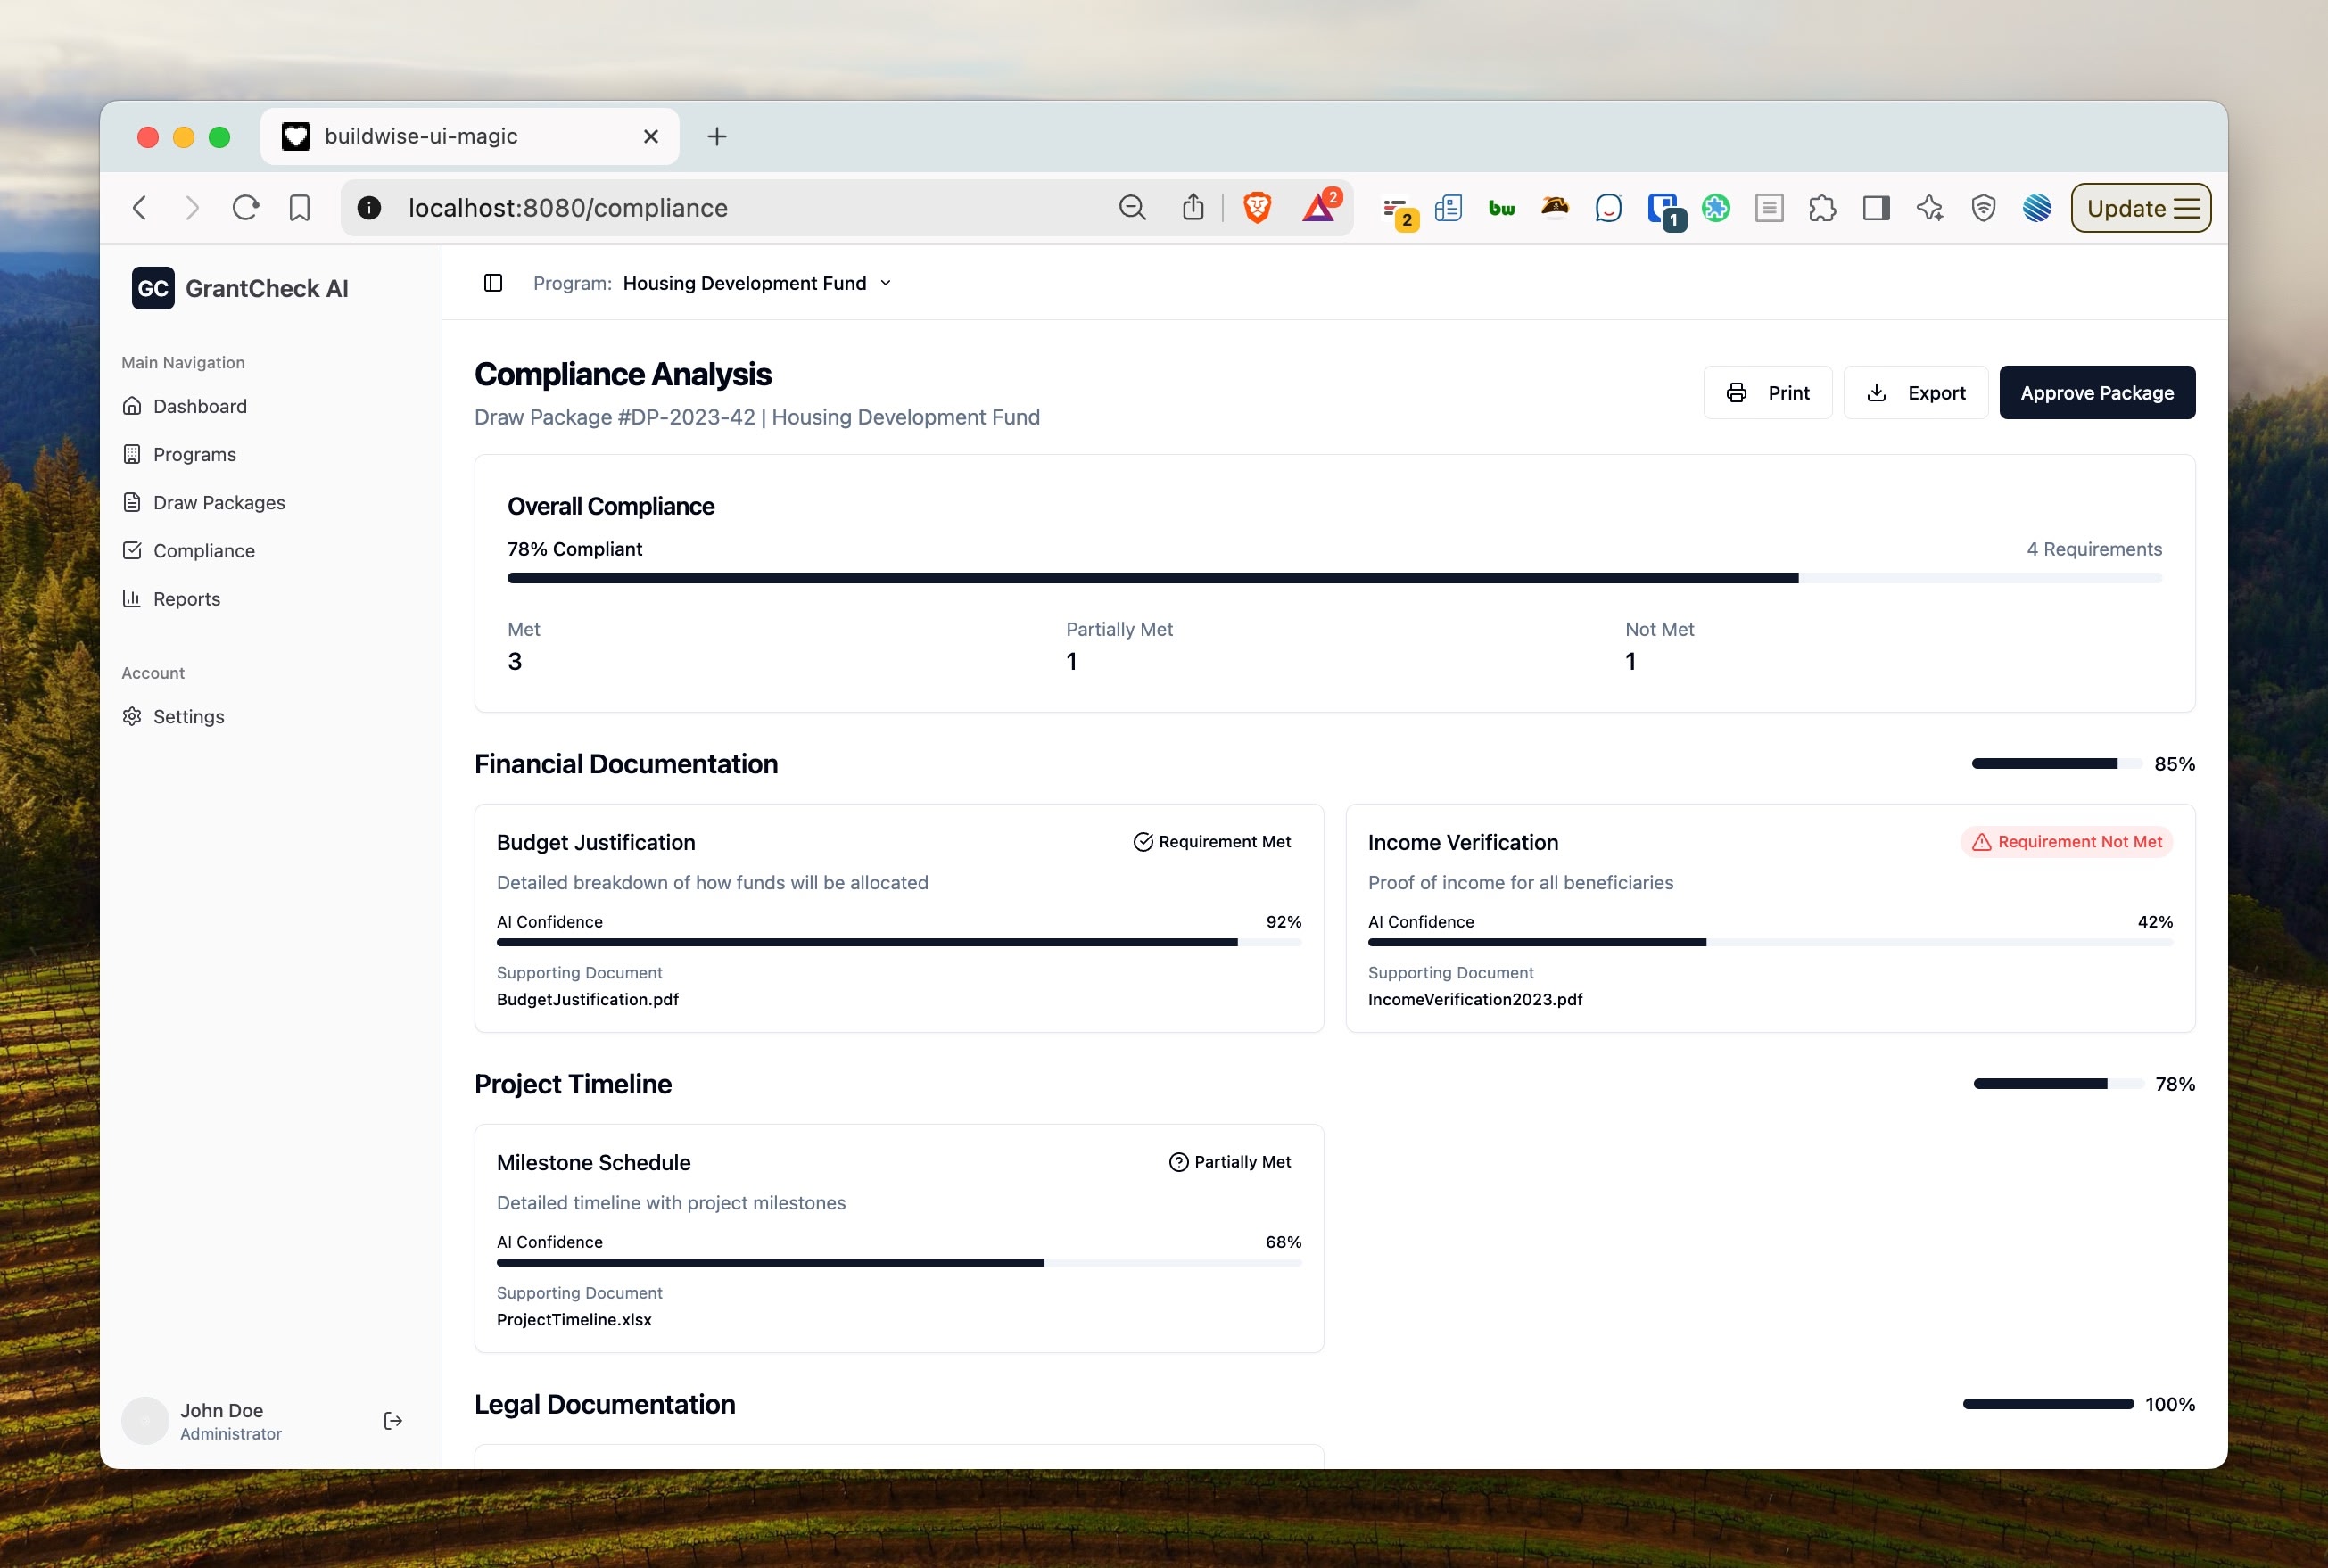 buildwise-ui-magic
localhost:8080/compliance
2
2
bw
1
Update
GC GrantCheck AI
Program: Housing Development Fund
Main Navigation
Dashboard
Programs
Draw Packages
Compliance
Reports
Account
Settings
John Doe
Administrator
Compliance Analysis
Draw Package #DP-2023-42 | Housing Development Fund
Print
Export
Approve Package
Overall Compliance
78% Compliant
4 Requirements
Met
3
Partially Met
1
Not Met
1
Financial Documentation
85%
Budget Justification
Requirement Met
Detailed breakdown of how funds will be allocated
AI Confidence
92%
Supporting Document
BudgetJustification.pdf
Income Verification
Requirement Not Met
Proof of income for all beneficiaries
AI Confidence
42%
Supporting Document
IncomeVerification2023.pdf
Project Timeline
78%
Milestone Schedule
Partially Met
Detailed timeline with project milestones
AI Confidence
68%
Supporting Document
ProjectTimeline.xlsx
Legal Documentation
100%